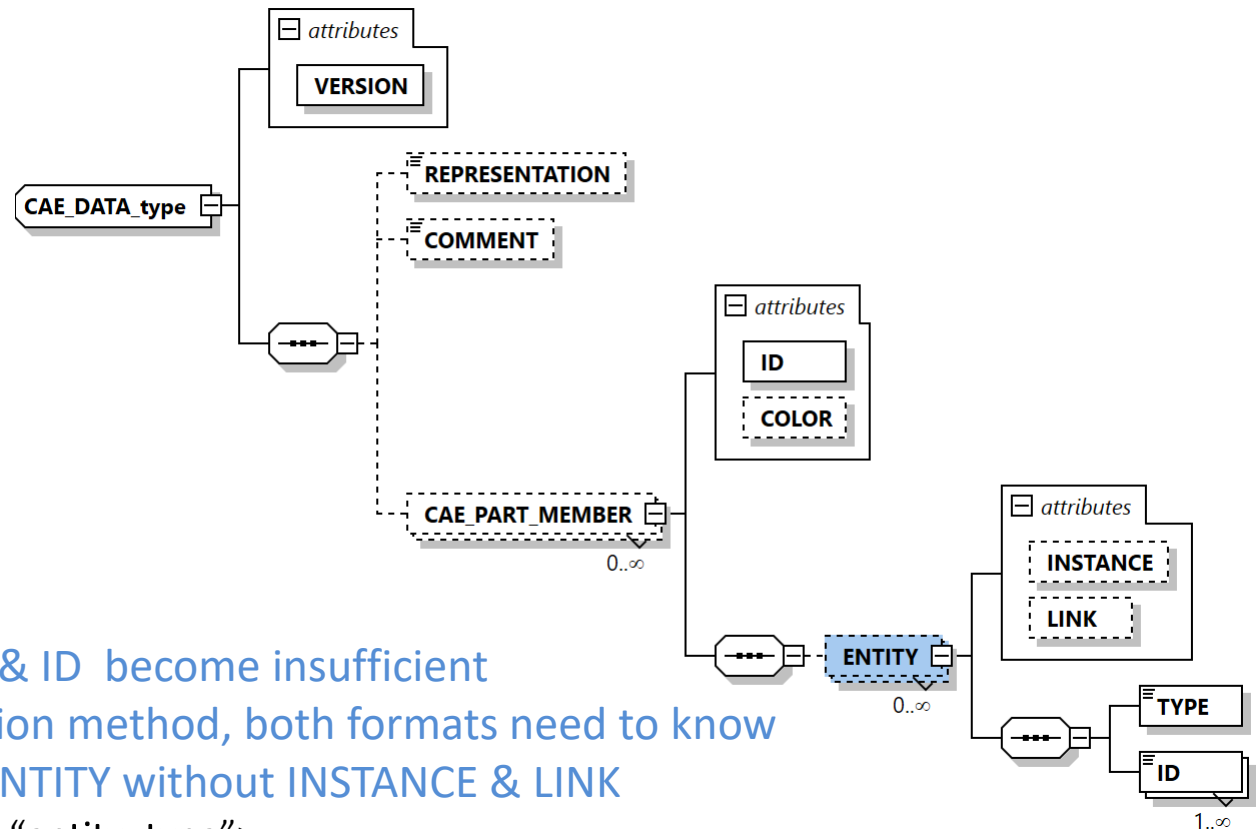 attributes
VERSION
CAE_DATA_type
REPRESENTATION
COMMENT
attributes
ID
COLOR
CAE_PART_MEMBER
0..∞
attributes
INSTANCE
LINK
ENTITY
0..∞
TYPE
ID
1..∞
& ID become insufficient
ion method, both formats need to know
NTITY without INSTANCE & LINK